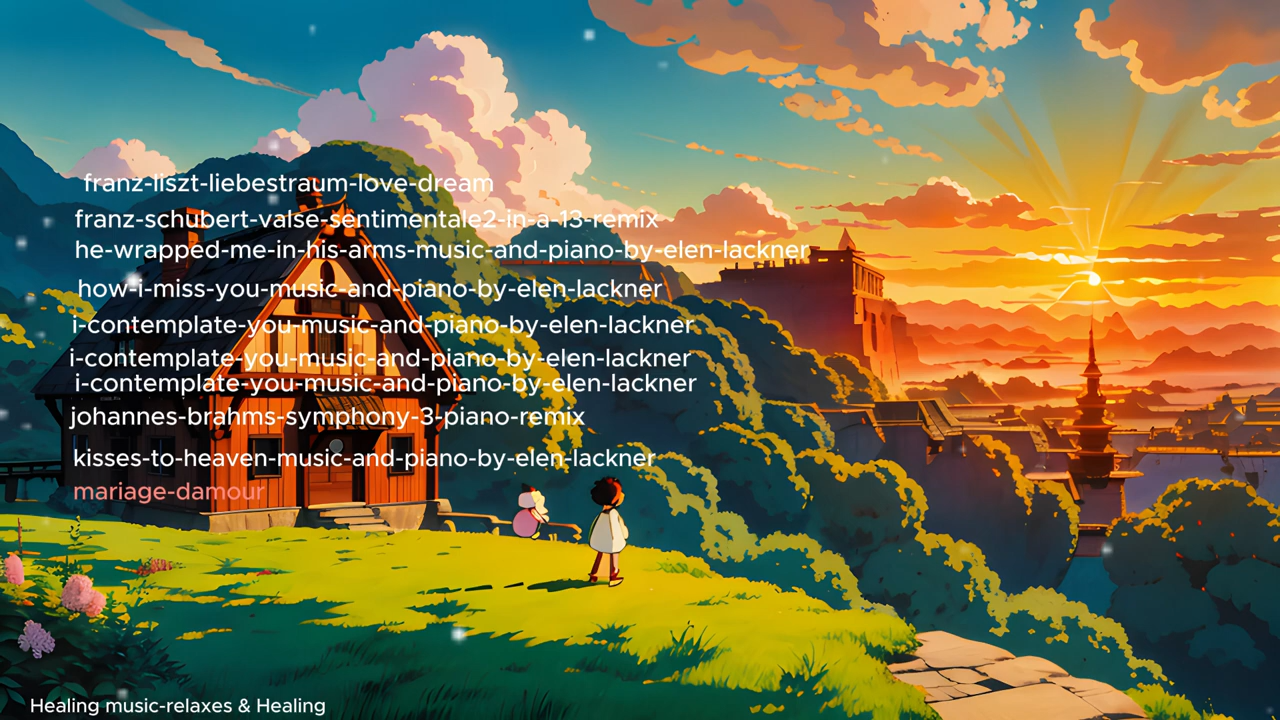 franz-liszt-liebestraum-love-dream
franz-schubert-valse-sentimentale2-in-a-13-remix
he-wrapped-me-in-his-arms-music-and-piano-by-elen-lackner
how-i-miss-you-music-and-piano-by-elen-lackner
i-contemplate-you-music-and-piano-by-elen-lackner
i-contemplate-you-music-and-piano-by-elen-lackner
i-contemplate-you-music-and-piano-by-elen-lackner
johannes-brahms-symphony-3-piano-remix
kisses-to-heaven-music-and-piano-by-elen-lackner
mariage-damour
Healing music-relaxes & Healing